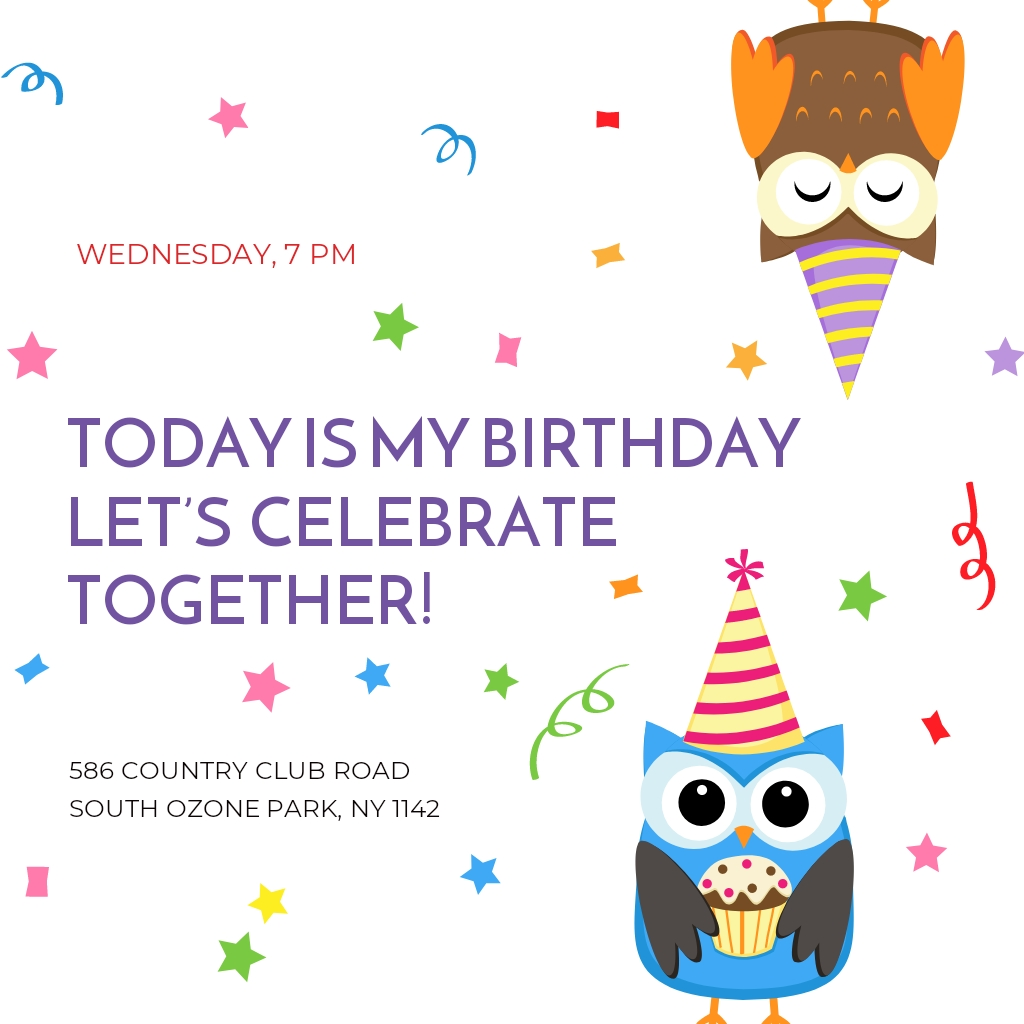 WEDNESDAY, 7 PM
TODAY IS MY BIRTHDAY
LET'S CELEBRATE
TOGETHER!
586 COUNTRY CLUB ROAD
SOUTH OZONE PARK, NY 1142